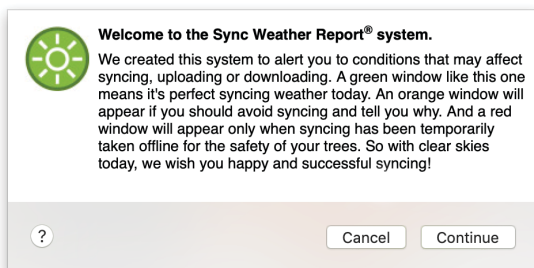 Welcome to the Sync Weather Report® system.
We created this system to alert you to conditions that may affect
syncing, uploading or downloading. A green window like this one
means it's perfect syncing weather today. An orange window will
appear if you should avoid syncing and tell you why. And a red
window will appear only when syncing has been temporarily
taken offline for the safety of your trees. So with clear skies
today, we wish you happy and successful syncing!
?
Cancel
Continue